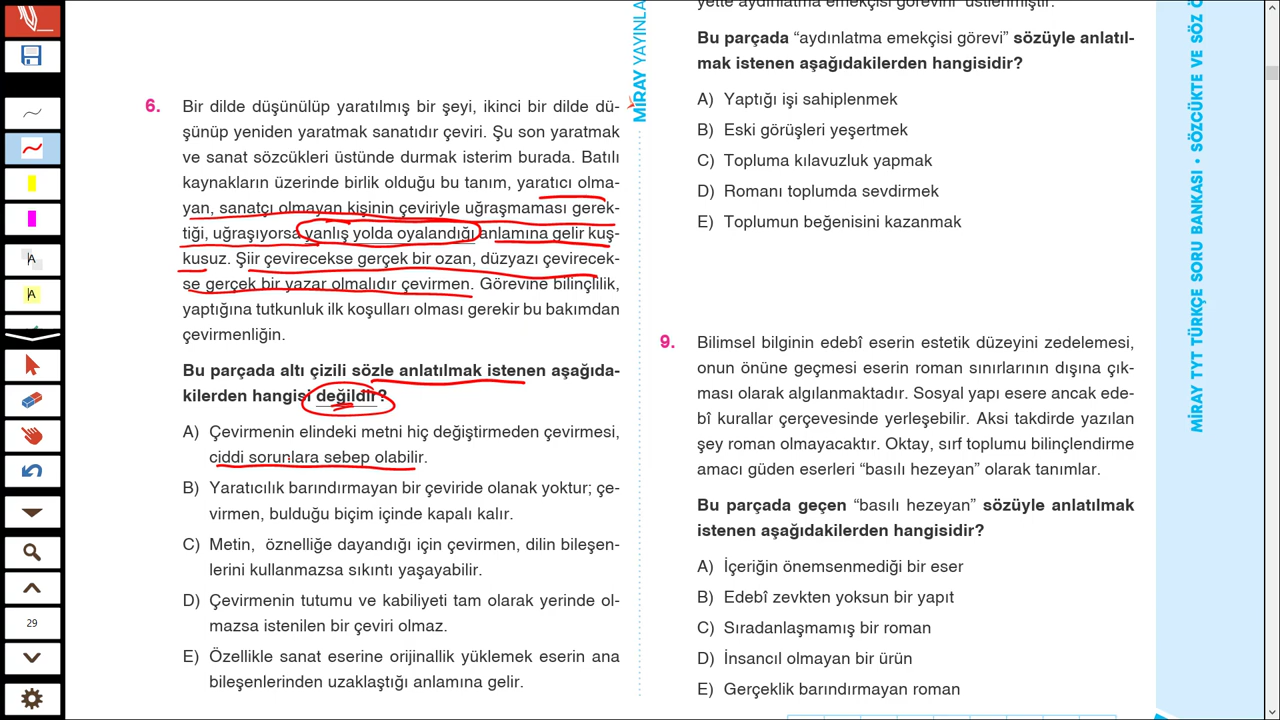 yette aydınlatma emekçisi görevini üstlenmiştir.
Bu parçada “aydınlatma emekçisi görevi” sözüyle anlatıl-
mak istenen aşağıdakilerden hangisidir?
A) Yaptığı işi sahiplenmek
B) Eski görüşleri yeşertmek
C) Topluma kılavuzluk yapmak
D) Romanı toplumda sevdirmek
E) Toplumun beğenisini kazanmak
6. Bir dilde düşünülüp yaratılmış bir şeyi, ikinci bir dilde dü-
şünüp yeniden yaratmak sanatıdır çeviri. Şu son yaratmak
ve sanat sözcükleri üstünde durmak isterim burada. Batılı
kaynakların üzerinde birlik olduğu bu tanım, yaratıcı olma-
yan, sanatçı olmayan kişinin çeviriyle uğraşmaması gerek-
tiği, uğraşıyorsa yanlış yolda oyalandığı anlamına gelir kuş-
kusuz. Şiir çevirecekse gerçek bir ozan, düzyazı çevirecek-
se gerçek bir yazar olmalıdır çevirmen. Görevine bilinçlilik,
yaptığına tutkunluk ilk koşulları olması gerekir bu bakımdan
çevirmenliğin.
Bu parçada altı çizili sözle anlatılmak istenen aşağıda-
kilerden hangisi değildir?
A) Çevirmenin elindeki metni hiç değiştirmeden çevirmesi,
ciddi sorunlara sebep olabilir.
B) Yaratıcılık barındırmayan bir çeviride olanak yoktur; çe-
virmen, bulduğu biçim içinde kapalı kalır.
C) Metin, öznelliğe dayandığı için çevirmen, dilin bileşen-
lerini kullanmazsa sıkıntı yaşayabilir.
D) Çevirmenin tutumu ve kabiliyeti tam olarak yerinde ol-
mazsa istenilen bir çeviri olmaz.
E) Özellikle sanat eserine orijinallik yüklemek eserin ana
bileşenlerinden uzaklaştığı anlamına gelir.
9. Bilimsel bilginin edebî eserin estetik düzeyini zedelemesi,
onun önüne geçmesi eserin roman sınırlarının dışına çık-
ması olarak algılanmaktadır. Sosyal yapı esere ancak ede-
bî kurallar çerçevesinde yerleşebilir. Aksi takdirde yazılan
şey roman olmayacaktır. Oktay, sırf toplumu bilinçlendirme
amacı güden eserleri “basılı hezeyan” olarak tanımlar.
Bu parçada geçen “basılı hezeyan” sözüyle anlatılmak
istenen aşağıdakilerden hangisidir?
A) İçeriğin önemsenmediği bir eser
B) Edebî zevkten yoksun bir yapıt
C) Sıradanlaşmamış bir roman
D) İnsancıl olmayan bir ürün
E) Gerçeklik barındırmayan roman
MİRAY YAYINLA
MİRAY TYT TÜRKÇE SORU BANKASI • SÖZCÜKTE VE SÖZ Ö
A
A
29